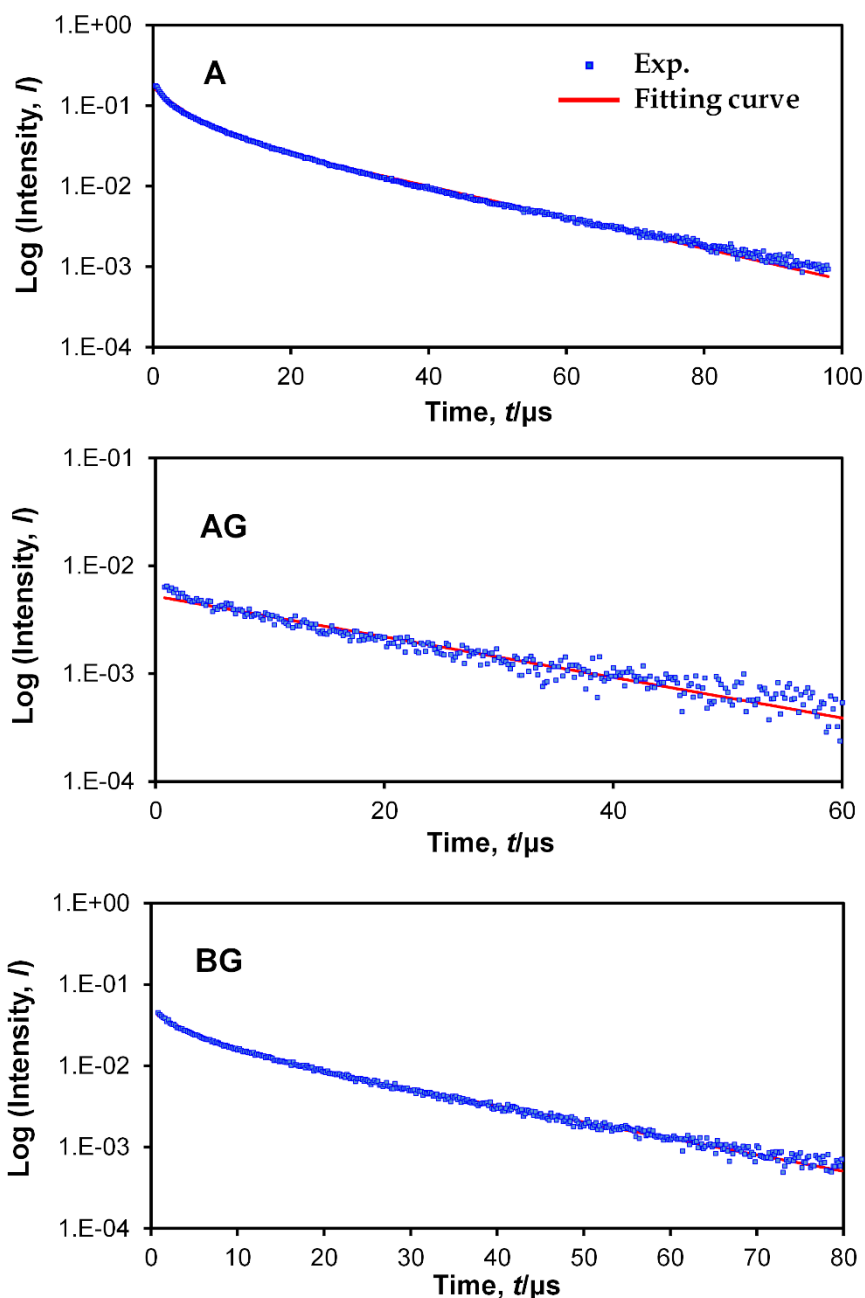 1.E+00
A
Exp.
Fitting curve
1.E-01
1.E-02
1.E-03
1.E-04
Log (Intensity, I)
0 20 40 60 80 100
Time, t/µs
1.E-01
AG
1.E-02
1.E-03
1.E-04
Log (Intensity, I)
0 20 40 60
Time, t/µs
1.E+00
BG
1.E-01
1.E-02
1.E-03
1.E-04
Log (Intensity, I)
0 10 20 30 40 50 60 70 80
Time, t/µs